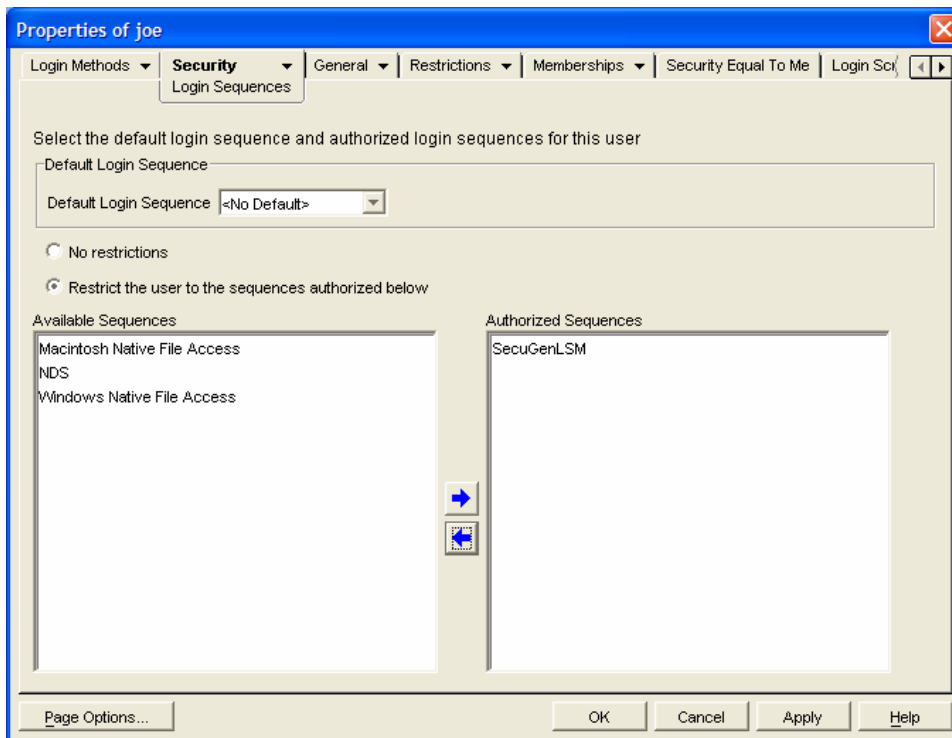 Properties of joe
Login Methods Security General Restrictions Memberships Security Equal To Me Login
Login Sequences
Select the default login sequence and authorized login sequences for this user
Default Login Sequence
Default Login Sequence <No Default>
No restrictions
Restrict the user to the sequences authorized below
Available Sequences Authorized Sequences
Macintosh Native File Access SecuGenLSM
NDS
Windows Native File Access
Page Options... OK Cancel Apply Help